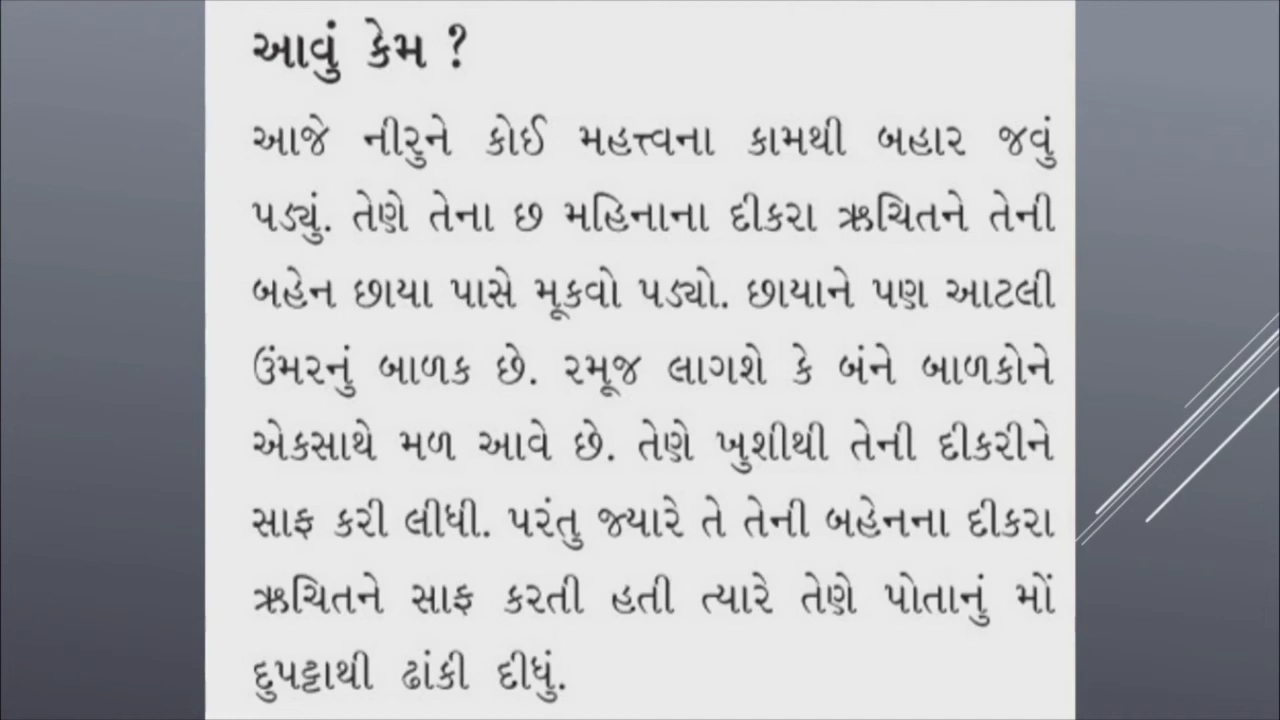 આવું કેમ ?
આજે નીરુને કોઈ મહત્ત્વના કામથી બહાર જવું
પડ્યું. તેણે તેના છ મહિનાના દીકરા ઋચિતને તેની
બહેન છાયા પાસે મૂકવો પડ્યો. છાયાને પણ આટલી
ઉંમરનું બાળક છે. રમૂજ લાગશે કે બંને બાળકોને
એકસાથે મળ આવે છે. તેણે ખુશીથી તેની દીકરીને
સાફ કરી લીધી. પરંતુ જ્યારે તે તેની બહેનના દીકરા
ઋચિતને સાફ કરતી હતી ત્યારે તેણે પોતાનું મોં
દુપટ્ટાથી ઢાંકી દીધું.